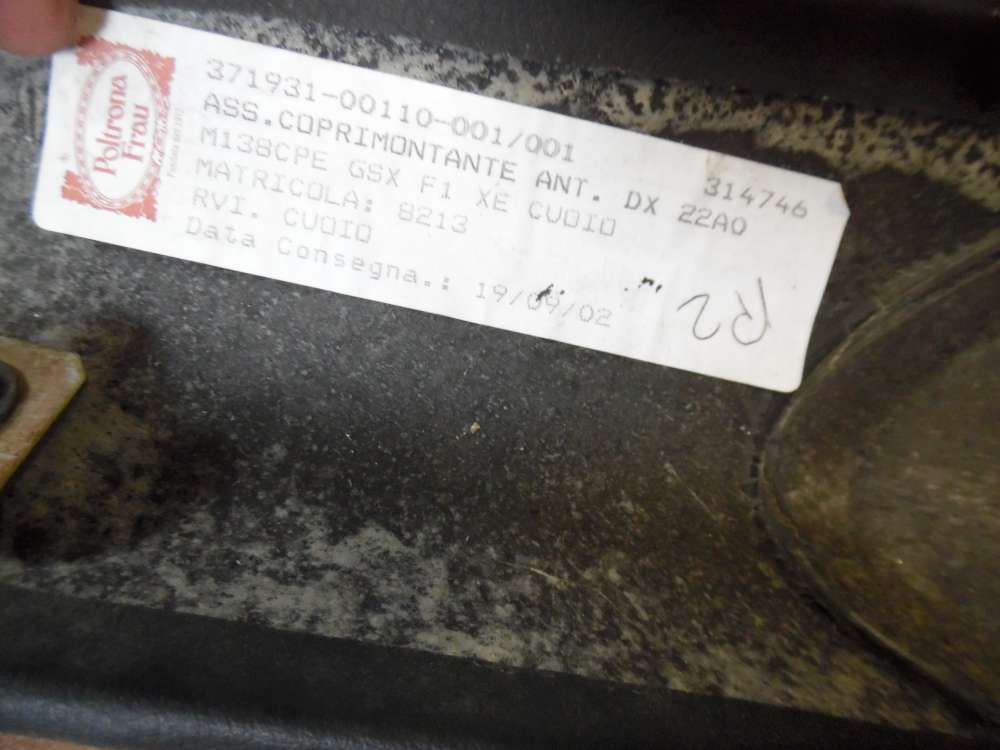 Poltrona
Frau
371931-00110-001/001
ASS.COPRIMONTANTE ANT. DX 22A0
314746
M138CPE GSX F1 XE CUOIO
MATRICOLA: 8213
RVI. CUOIO
Data Consegna.: 19/09/02
R2